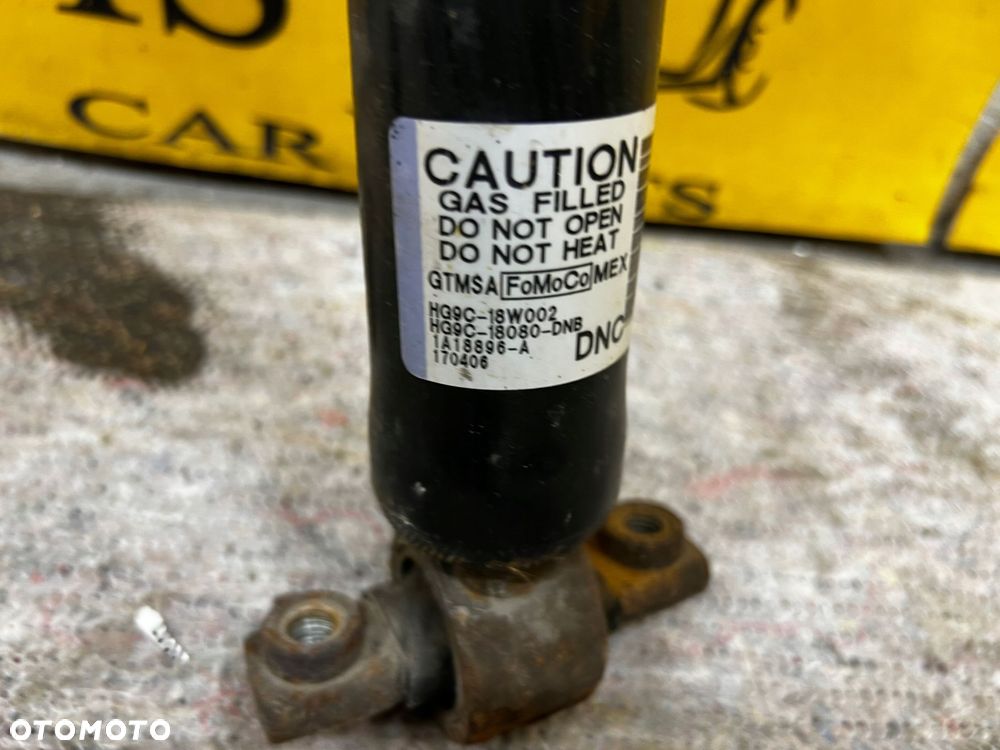 CAR
CAUTION
GAS FILLED
DO NOT OPEN
DO NOT HEAT
GTMSA FoMoCo MEX
HG9C-18W002
HG9C-18080-DNB
1A18896-A
170406
DNC
OTOMOTO